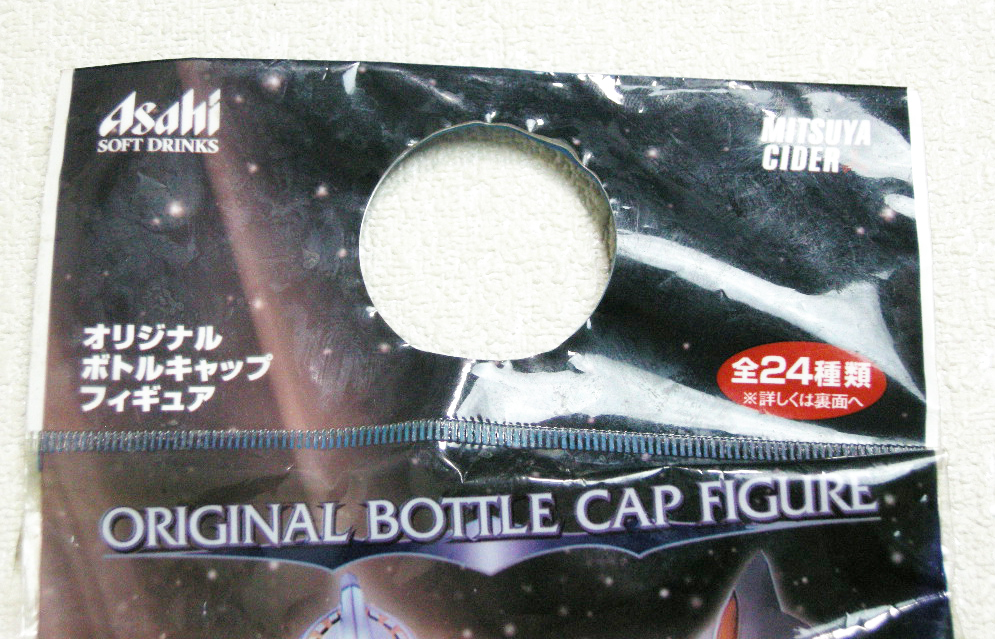 Asahi
SOFT DRINKS
MITSUYA
CIDER
オリジナル
ボトルキャップ
フィギュア
全24種類
※詳しくは裏面へ
ORIGINAL BOTTLE CAP FIGURE